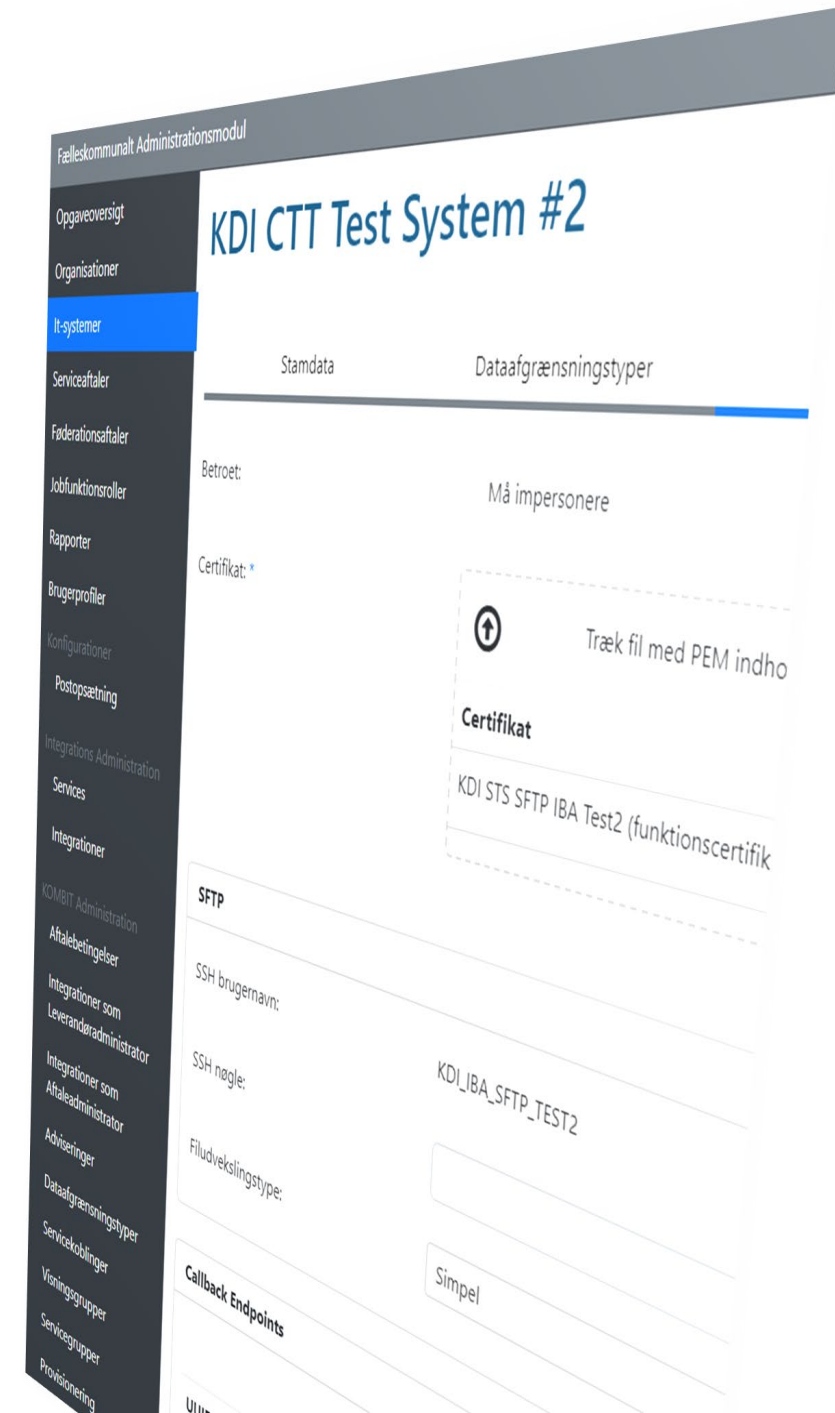 Fælleskommunalt Administrationsmodul
Opgaveoversigt
Organisationer
It-systemer
Serviceaftaler
Føderationsaftaler
Jobfunktionsroller
Rapporter
Brugerprofiler
Konfigurationer
Postopsætning
Integrations Administration
Services
Integrationer
KOMBIT Administration
Aftalebetingelser
Integrationer som
Leverandøradministrator
Integrationer som
Aftaleadministrator
Adviseringer
Dataafgrænsningstyper
Servicekoblinger
Visningsgrupper
Servicegrupper
Provisionering
KDI CTT Test System #2
Stamdata
Dataafgrænsningstyper
Betroet:
Må impersonere
Certifikat: *
Træk fil med PEM indho
Certifikat
KDI STS SFTP IBA Test2 (funktionscertifik
SFTP
SSH brugernavn:
KDI_IBA_SFTP_TEST2
SSH nøgle:
Filudvekslingstype:
Simpel
Callback Endpoints